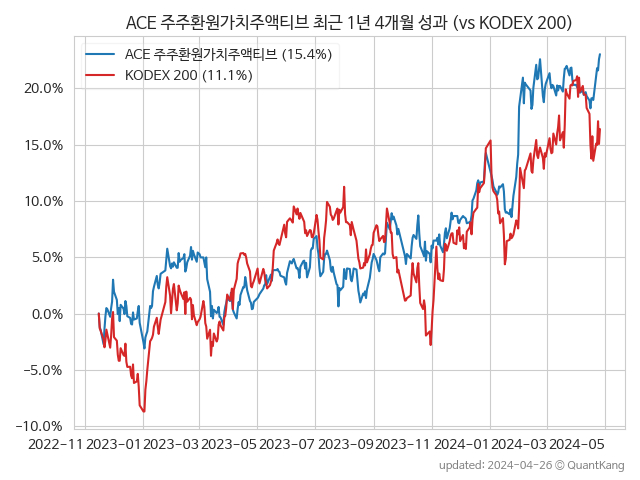 ACE 주주환원가치주액티브 최근 1년 4개월 성과 (vs KODEX 200)
ACE 주주환원가치주액티브 (15.4%)
KODEX 200 (11.1%)
20.0%
15.0%
10.0%
5.0%
0.0%
−5.0%
−10.0%
2022-11 2023-01 2023-03 2023-05 2023-07 2023-09 2023-11 2024-01 2024-03 2024-05
updated: 2024-04-26 © QuantKang